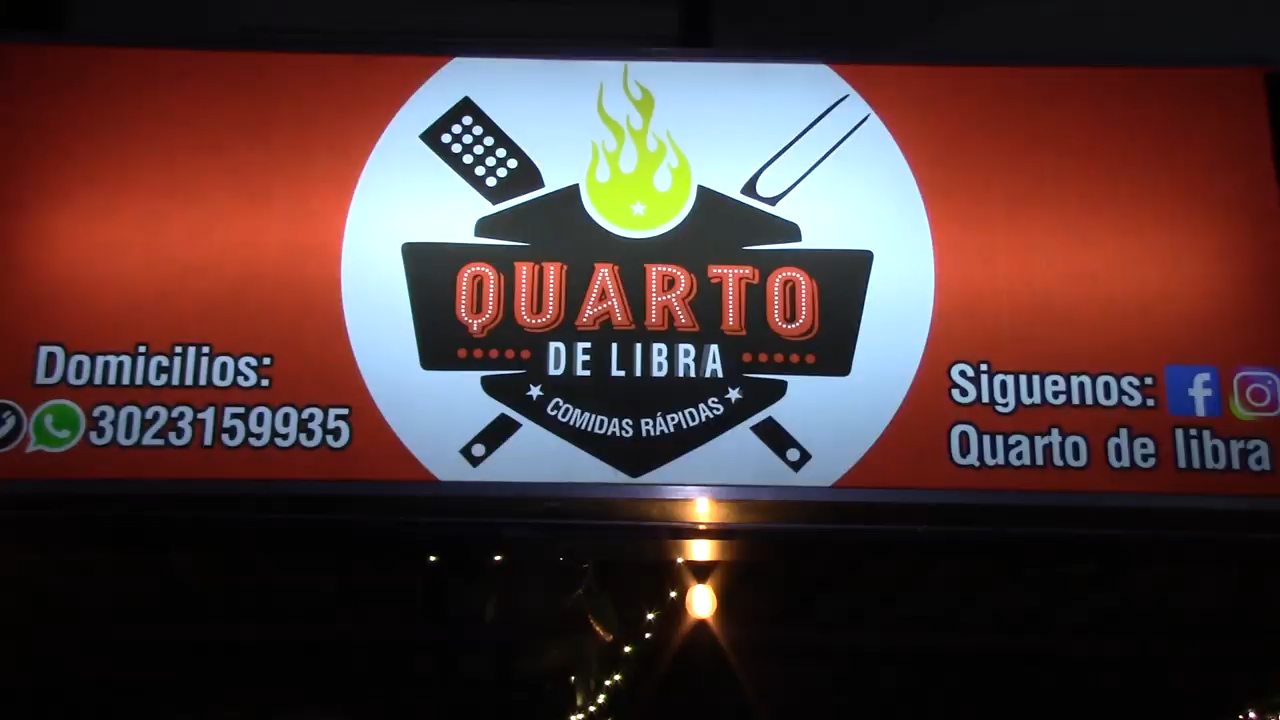 Domicilios:
3023159935
QUARTO
DE LIBRA
COMIDAS RÁPIDAS
Siguenos:
Quarto de libra